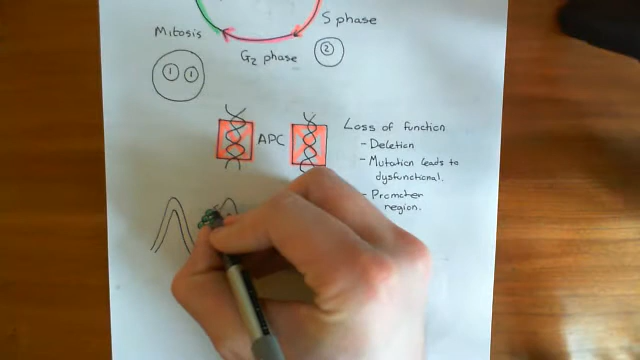 S phase
Mitosis
2
G2 phase
1 1
APC
Loss of function
- Deletion
- Mutation leads to
dysfunctional.
- Promoter
region.